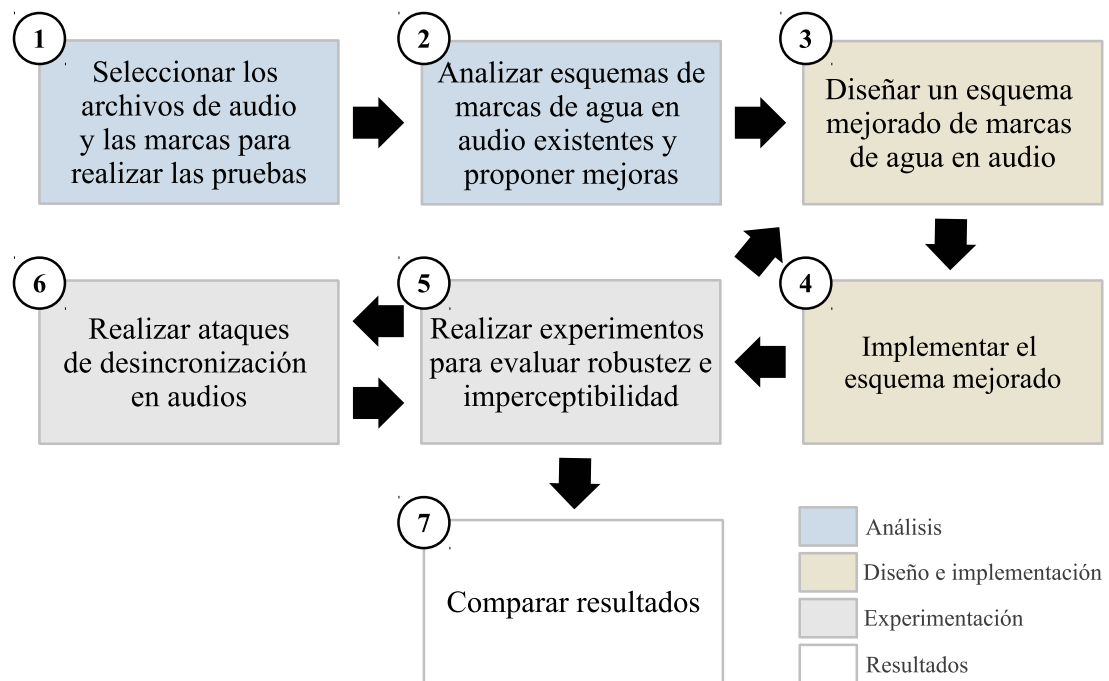 1
Seleccionar los
archivos de audio
y las marcas para
realizar las pruebas
2
Analizar esquemas de
marcas de agua en
audio existentes y
proponer mejoras
3
Diseñar un esquema
mejorado de marcas
de agua en audio
4
Implementar el
esquema mejorado
5
Realizar experimentos
para evaluar robustez e
imperceptibilidad
6
Realizar ataques
de desincronización
en audios
7
Comparar resultados
Análisis
Diseño e implementación
Experimentación
Resultados